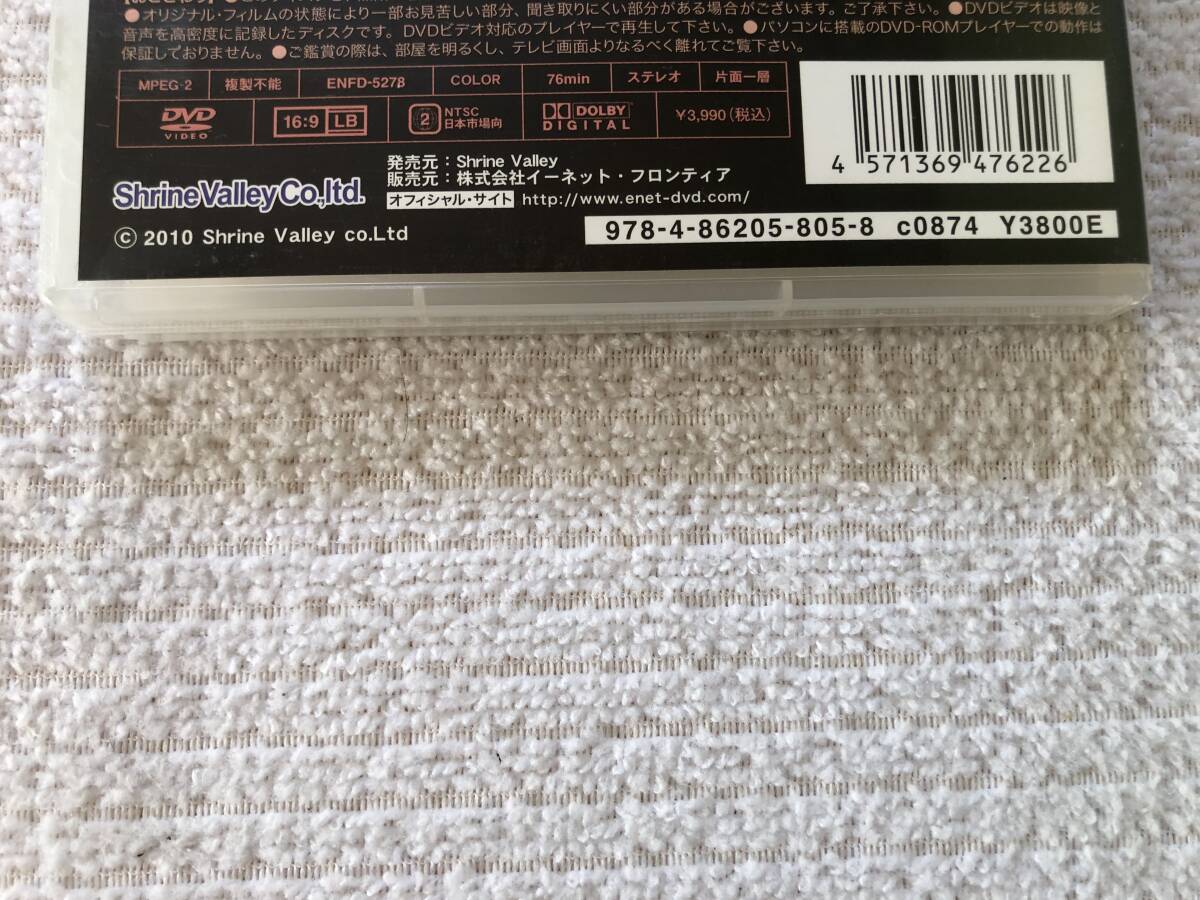 ●オリジナル・フィルムの状態により一部お見苦しい部分、聞き取りにくい部分がある場合がございます。ご了承下さい。●DVDビデオは映像と
音声を高密度に記録したディスクです。DVDビデオ対応のプレイヤーで再生して下さい。●パソコンに搭載のDVD-ROMプレイヤーでの動作は
保証しておりません。●ご鑑賞の際は、部屋を明るくし、テレビ画面よりなるべく離れてご覧下さい。
MPEG-2 複製不能 ENFD-5278 COLOR 76min ステレオ 片面一層
DVD VIDEO 16:9 LB 2 NTSC 日本市場向 DOLBY DIGITAL ¥3,990(税込)
4 571369 476226
Shrine Valley Co.,ltd.
発売元：Shrine Valley
販売元：株式会社イーネット・フロンティア
オフィシャル・サイト http://www.enet-dvd.com/
© 2010 Shrine Valley co.Ltd
978-4-86205-805-8 C0874 Y3800E